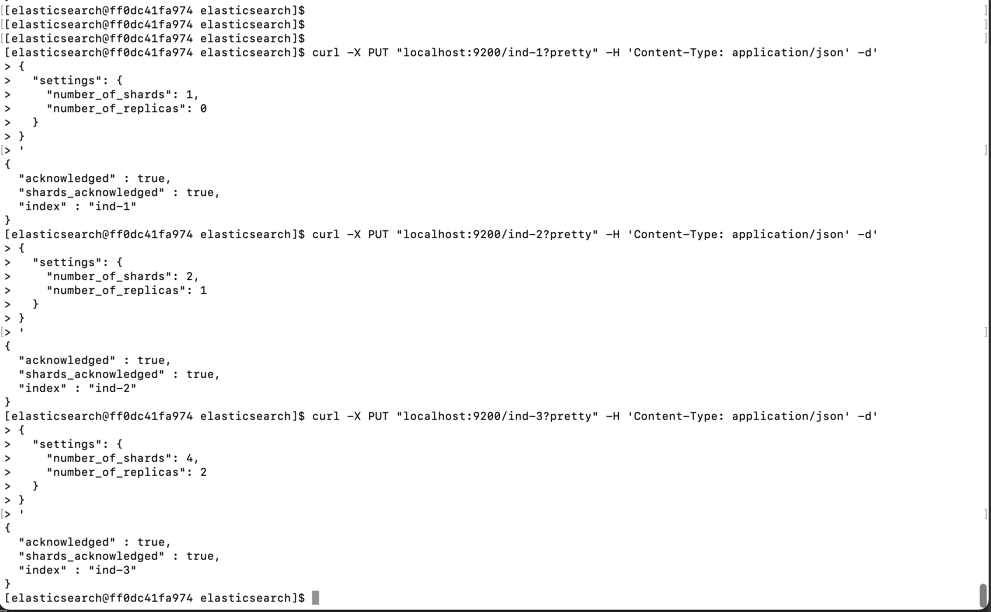 [[elasticsearch@ff0dc41fa974 elasticsearch]$ ]
[[elasticsearch@ff0dc41fa974 elasticsearch]$ ]
[[elasticsearch@ff0dc41fa974 elasticsearch]$ ]
[elasticsearch@ff0dc41fa974 elasticsearch]$ curl -X PUT "localhost:9200/ind-1?pretty" -H 'Content-Type: application/json' -d'
> {
>   "settings": {
>     "number_of_shards": 1,
>     "number_of_replicas": 0
>   }
> }
[> ' ]
{
  "acknowledged" : true,
  "shards_acknowledged" : true,
  "index" : "ind-1"
}
[elasticsearch@ff0dc41fa974 elasticsearch]$ curl -X PUT "localhost:9200/ind-2?pretty" -H 'Content-Type: application/json' -d'
> {
>   "settings": {
>     "number_of_shards": 2,
>     "number_of_replicas": 1
>   }
> }
[> ' ]
{
  "acknowledged" : true,
  "shards_acknowledged" : true,
  "index" : "ind-2"
}
[elasticsearch@ff0dc41fa974 elasticsearch]$ curl -X PUT "localhost:9200/ind-3?pretty" -H 'Content-Type: application/json' -d'
> {
>   "settings": {
>     "number_of_shards": 4,
>     "number_of_replicas": 2
>   }
> }
[> ' ]
{
  "acknowledged" : true,
  "shards_acknowledged" : true,
  "index" : "ind-3"
}
[elasticsearch@ff0dc41fa974 elasticsearch]$